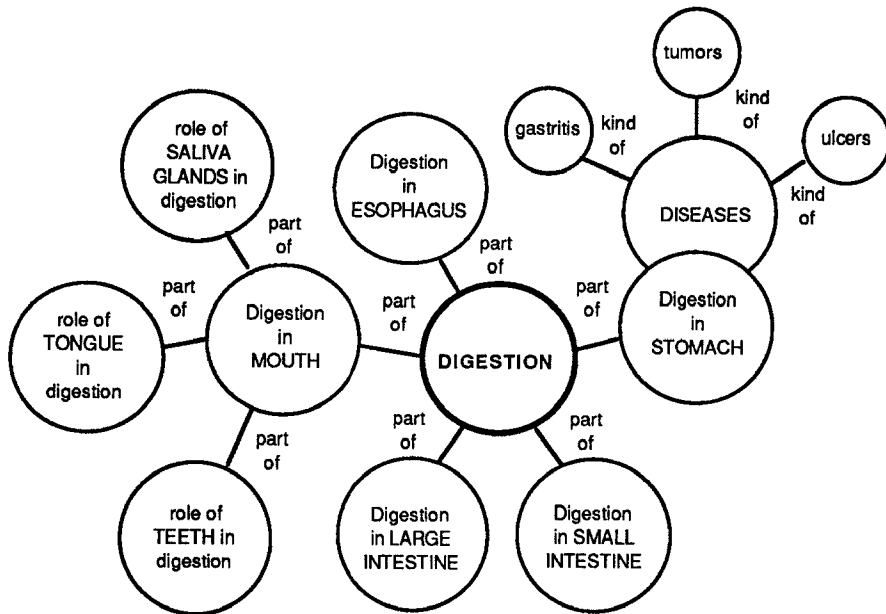 tumors
kind
of
gastritis
kind
of
ulcers
kind
of
DISEASES
role of
SALIVA
GLANDS in
digestion
part
of
Digestion
in
ESOPHAGUS
part
of
role of
TONGUE
in
digestion
part
of
Digestion
in
MOUTH
part
of
DIGESTION
part
of
Digestion
in
STOMACH
part
of
role of
TEETH in
digestion
part
of
Digestion
in LARGE
INTESTINE
part
of
Digestion
in SMALL
INTESTINE